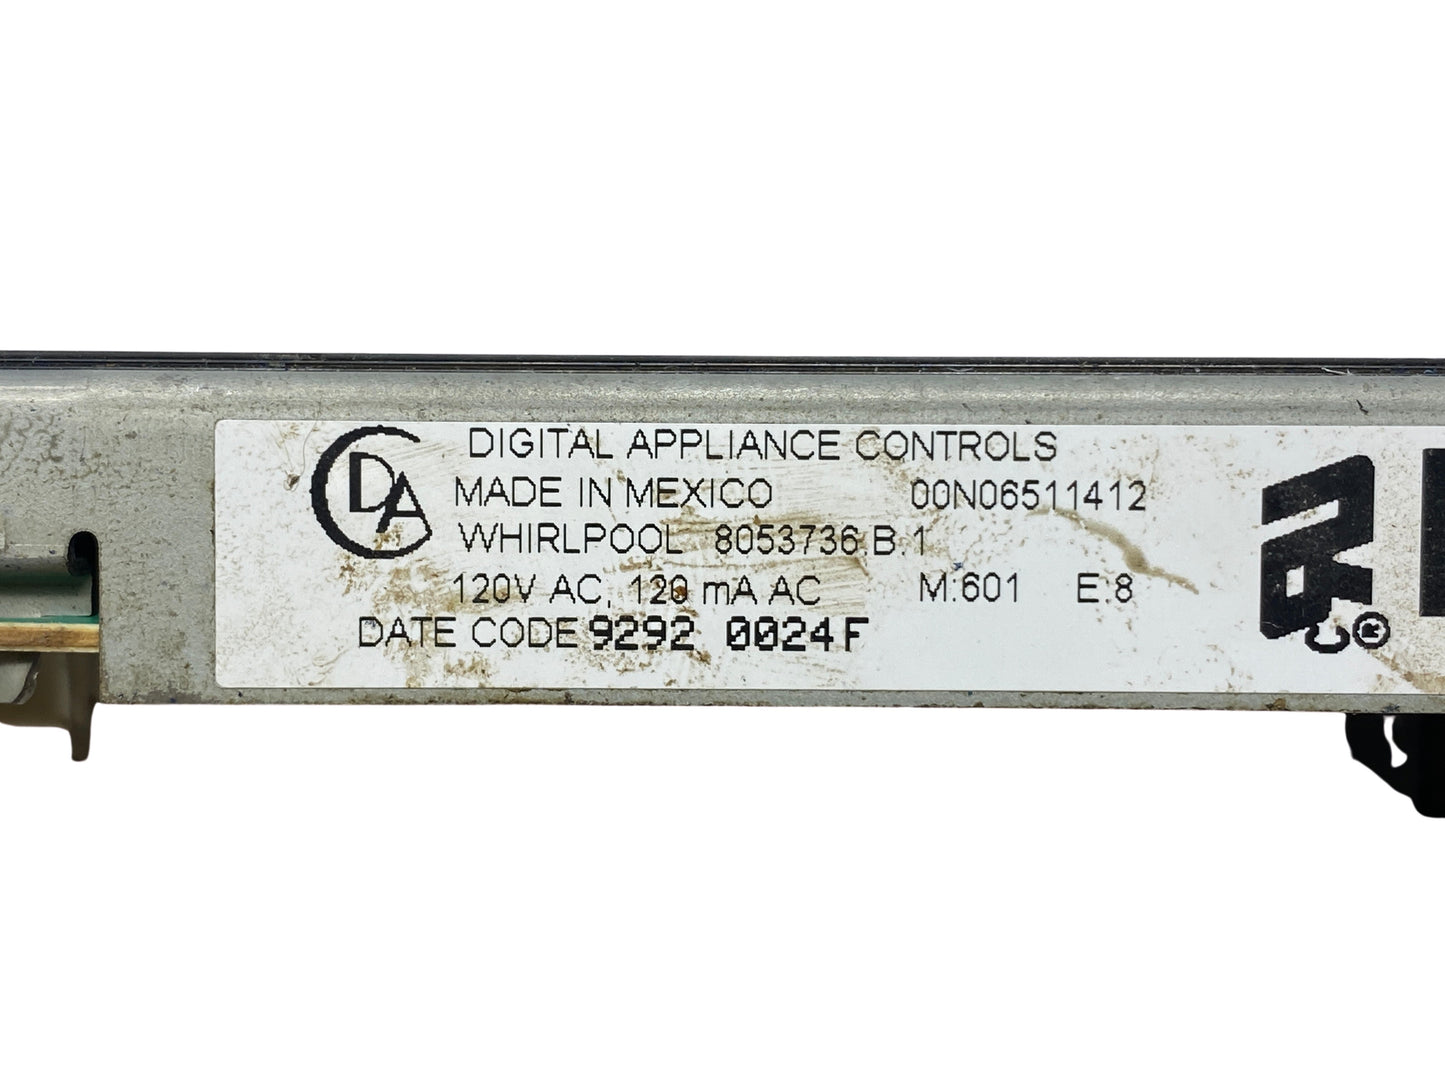 DIGITAL APPLIANCE CONTROLS
MADE IN MEXICO 00N06511412
WHIRLPOOL 8053736.B.1
120V AC, 120 mA AC M:601 E:8
DATE CODE 9292 0024F